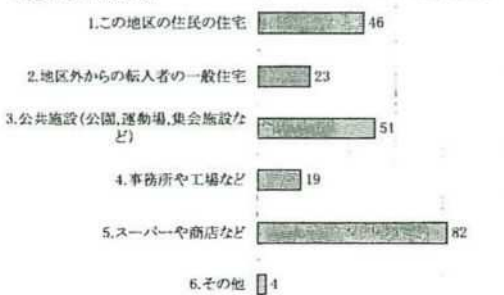 1.この地区の住民の住宅 46
2.地区外からの転入者の一般住宅 23
3.公共施設(公園,運動場,集会施設な
ど) 51
4.事務所や工場など 19
5.スーパーや商店など 82
6.その他 4